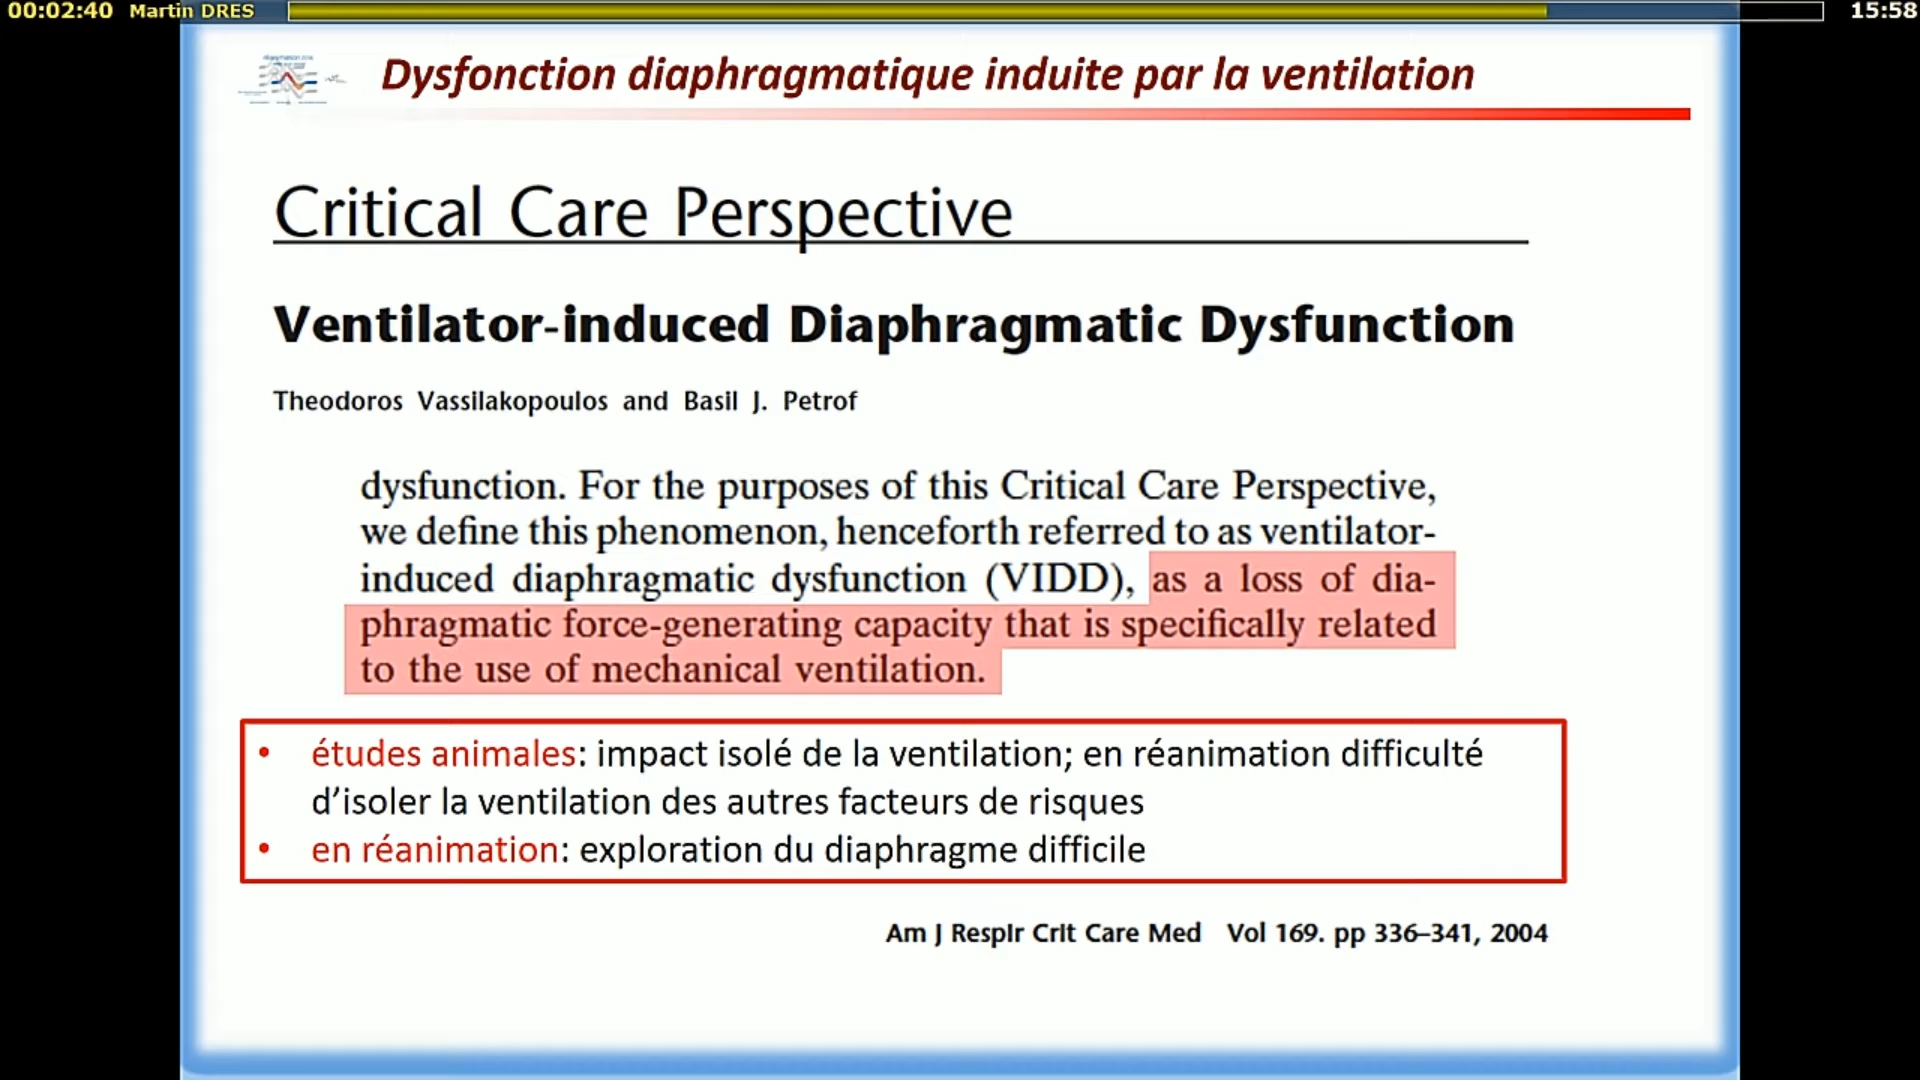 00:02:40 Martin DRES
15:58
Dysfonction diaphragmatique induite par la ventilation
Critical Care Perspective
Ventilator-induced Diaphragmatic Dysfunction
Theodoros Vassilakopoulos and Basil J. Petrof
dysfunction. For the purposes of this Critical Care Perspective,
we define this phenomenon, henceforth referred to as ventilator-
induced diaphragmatic dysfunction (VIDD), as a loss of dia-
phragmatic force-generating capacity that is specifically related
to the use of mechanical ventilation.
• études animales: impact isolé de la ventilation; en réanimation difficulté
d’isoler la ventilation des autres facteurs de risques
• en réanimation: exploration du diaphragme difficile
Am J Respir Crit Care Med Vol 169. pp 336–341, 2004